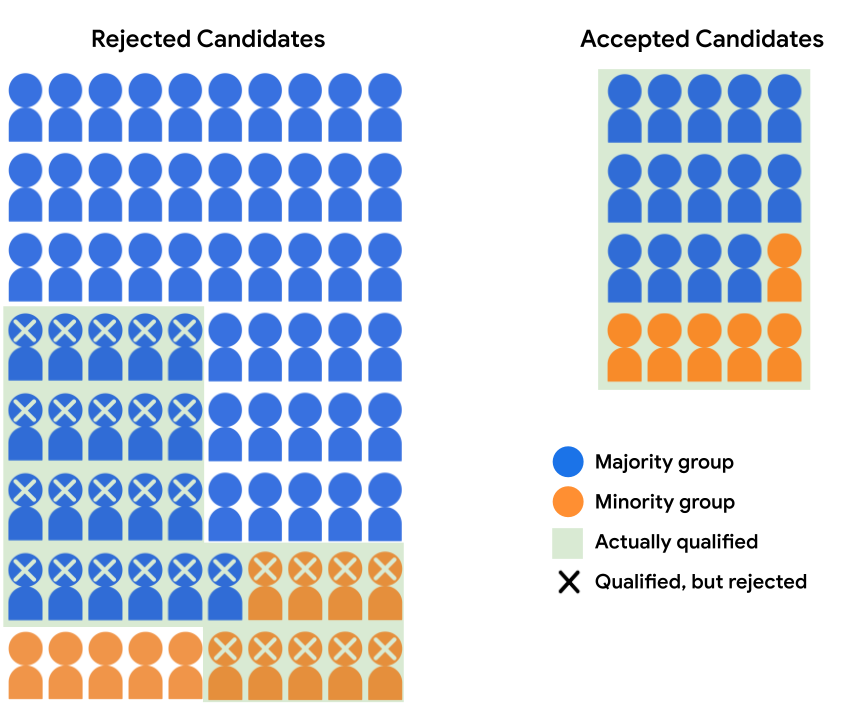 Rejected Candidates
Accepted Candidates
Majority group
Minority group
Actually qualified
Qualified, but rejected